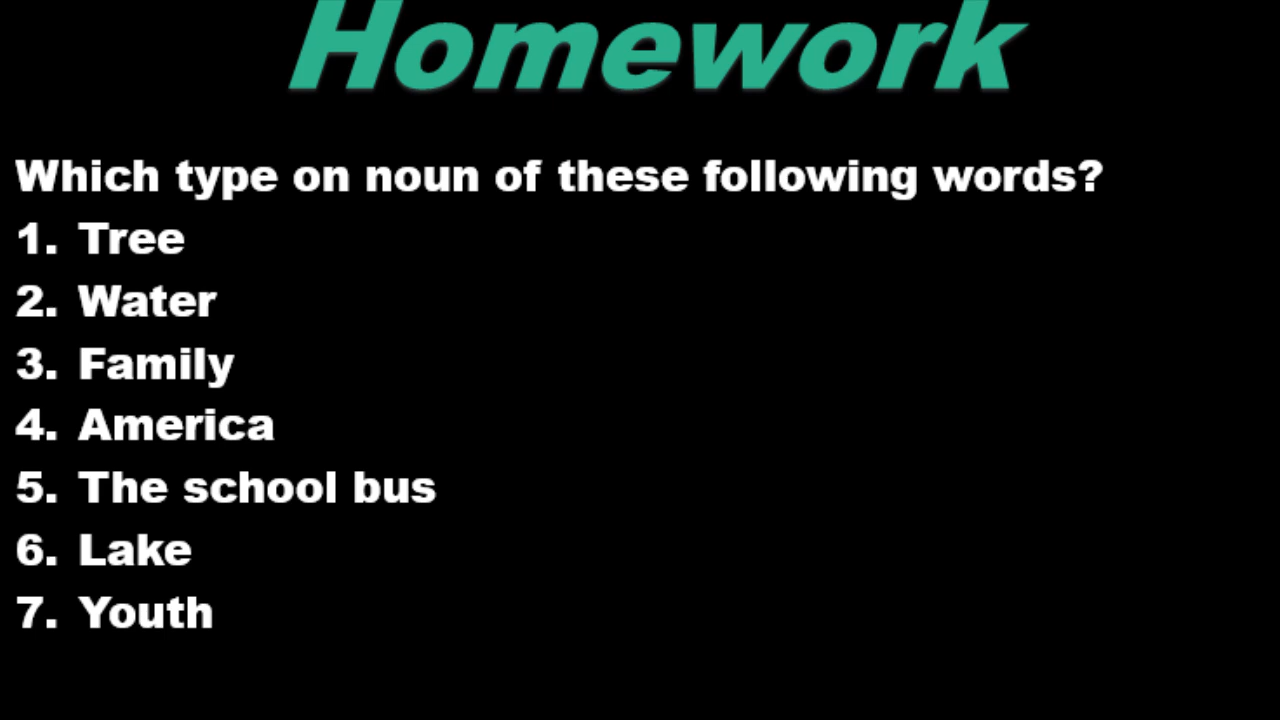 Homework
Which type on noun of these following words?
1. Tree
2. Water
3. Family
4. America
5. The school bus
6. Lake
7. Youth